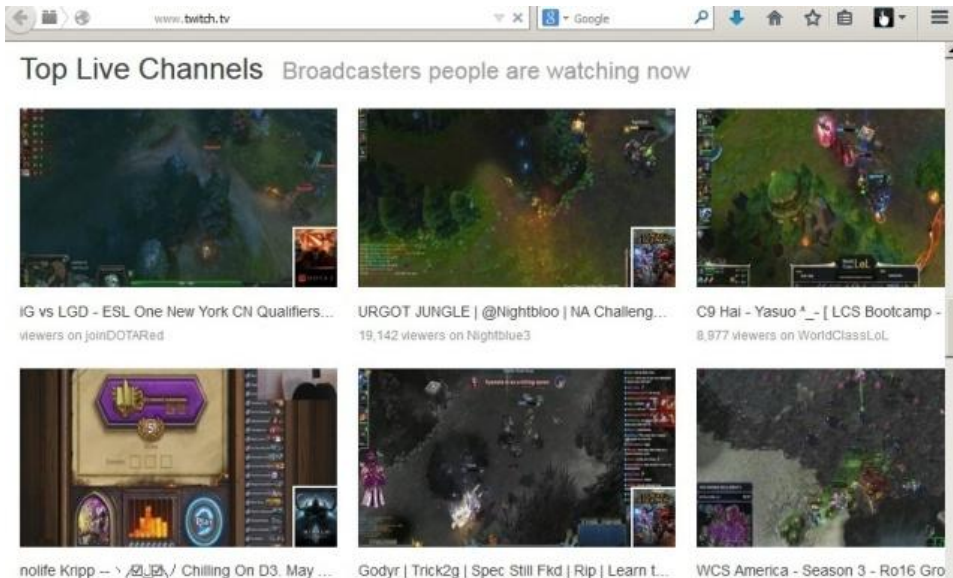 www.twitch.tv
Google
Top Live Channels Broadcasters people are watching now
iG vs LGD - ESL One New York CN Qualifiers...
viewers on joinDOTARed
URGOT JUNGLE | @Nightbloo | NA Challeng...
19,142 viewers on Nightblue3
C9 Hai - Yasuo ^_- [ LCS Bootcamp -
8,977 viewers on WorldClassLoL
nolife Kripp -- Chilling On D3. May ...
Godyr | Trick2g | Spec Still Fkd | Rip | Learn t...
WCS America - Season 3 - Ro16 Gro